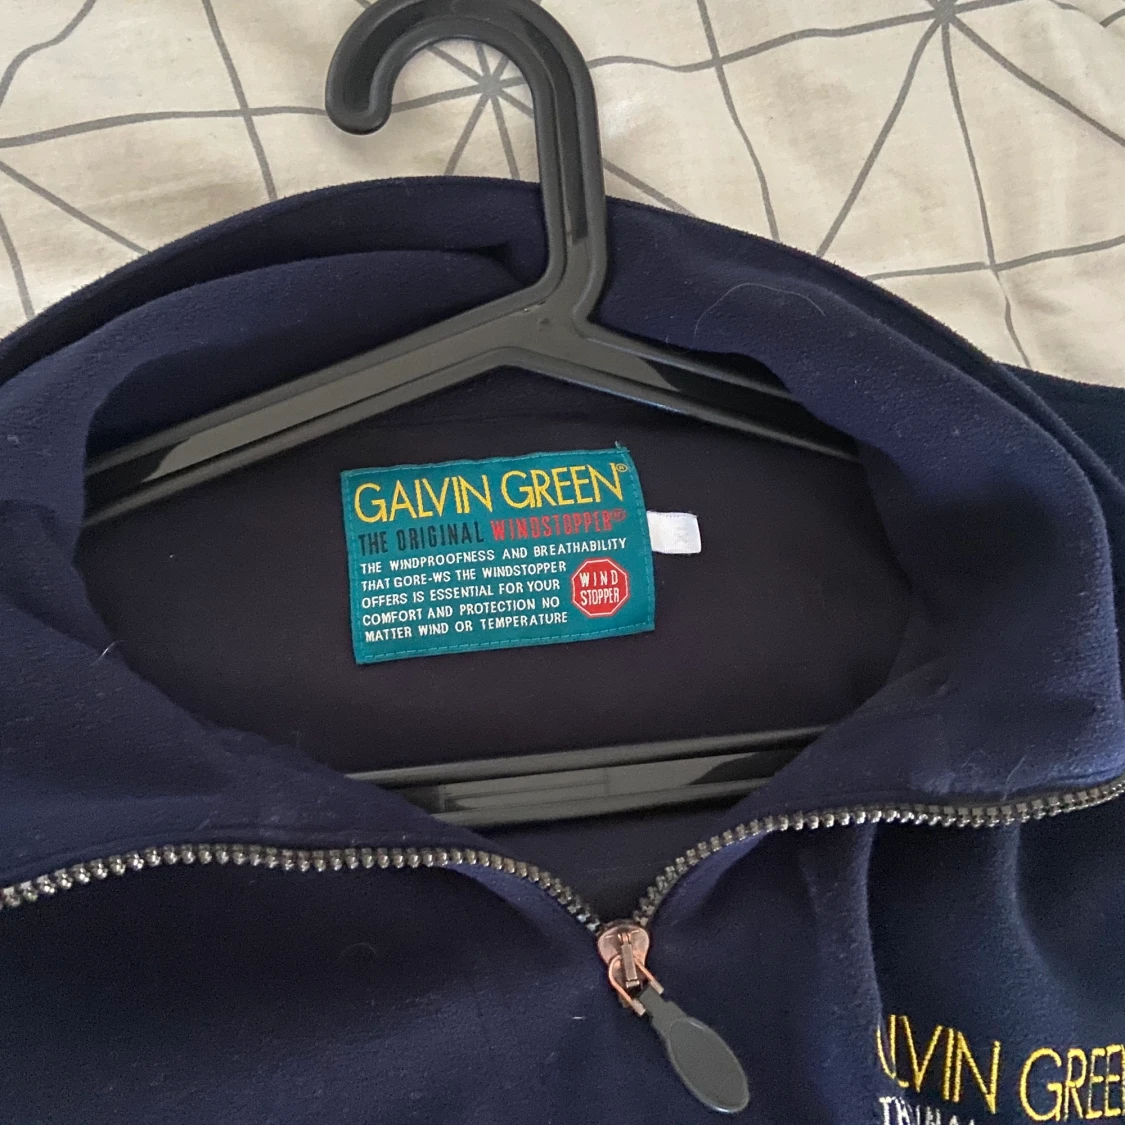 GALVIN GREEN®
THE ORIGINAL WINDSTOPPER®
THE WINDPROOFNESS AND BREATHABILITY
THAT GORE-WS THE WINDSTOPPER
OFFERS IS ESSENTIAL FOR YOUR
COMFORT AND PROTECTION NO
MATTER WIND OR TEMPERATURE
WIND
STOPPER
ALVIN GREE